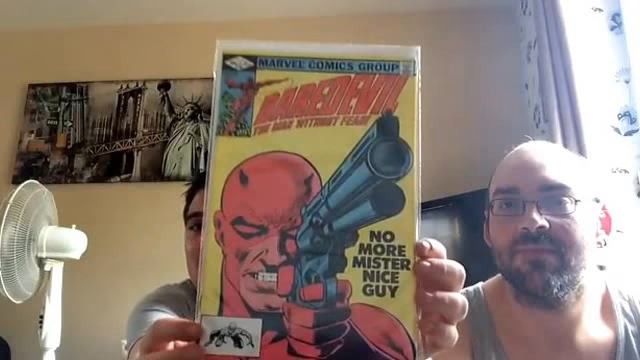 MARVEL COMICS GROUP
DAREDEVIL
THE MAN WITHOUT FEAR!
NO
MORE
MISTER
NICE
GUY